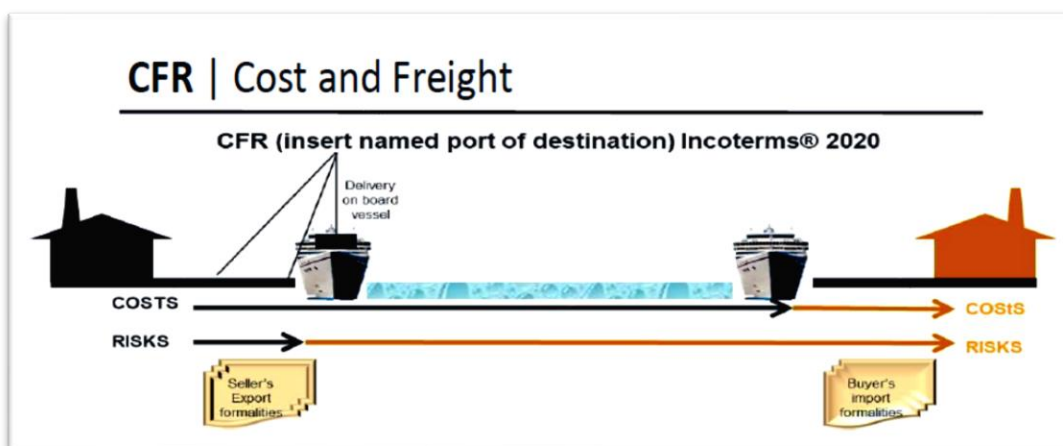 CFR | Cost and Freight
CFR (insert named port of destination) Incoterms® 2020
Delivery
on board
vessel
COSTS
COStS
RISKS
RISKS
Seller's
Export
formalities
Buyer's
import
formalities